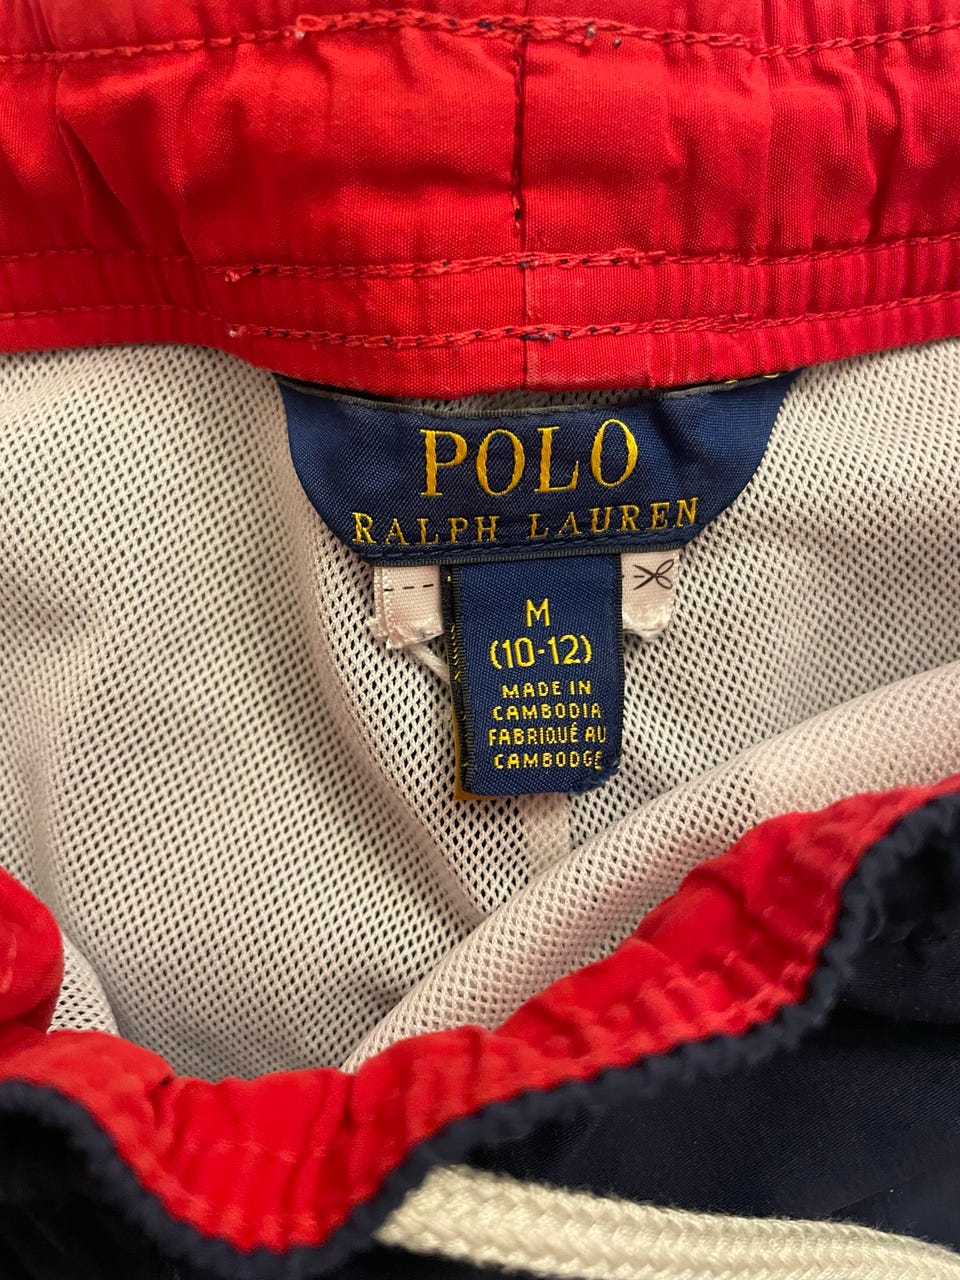 POLO
RALPH LAUREN
M
(10-12)
MADE IN
CAMBODIA
FABRIQUÉ AU
CAMBODGE